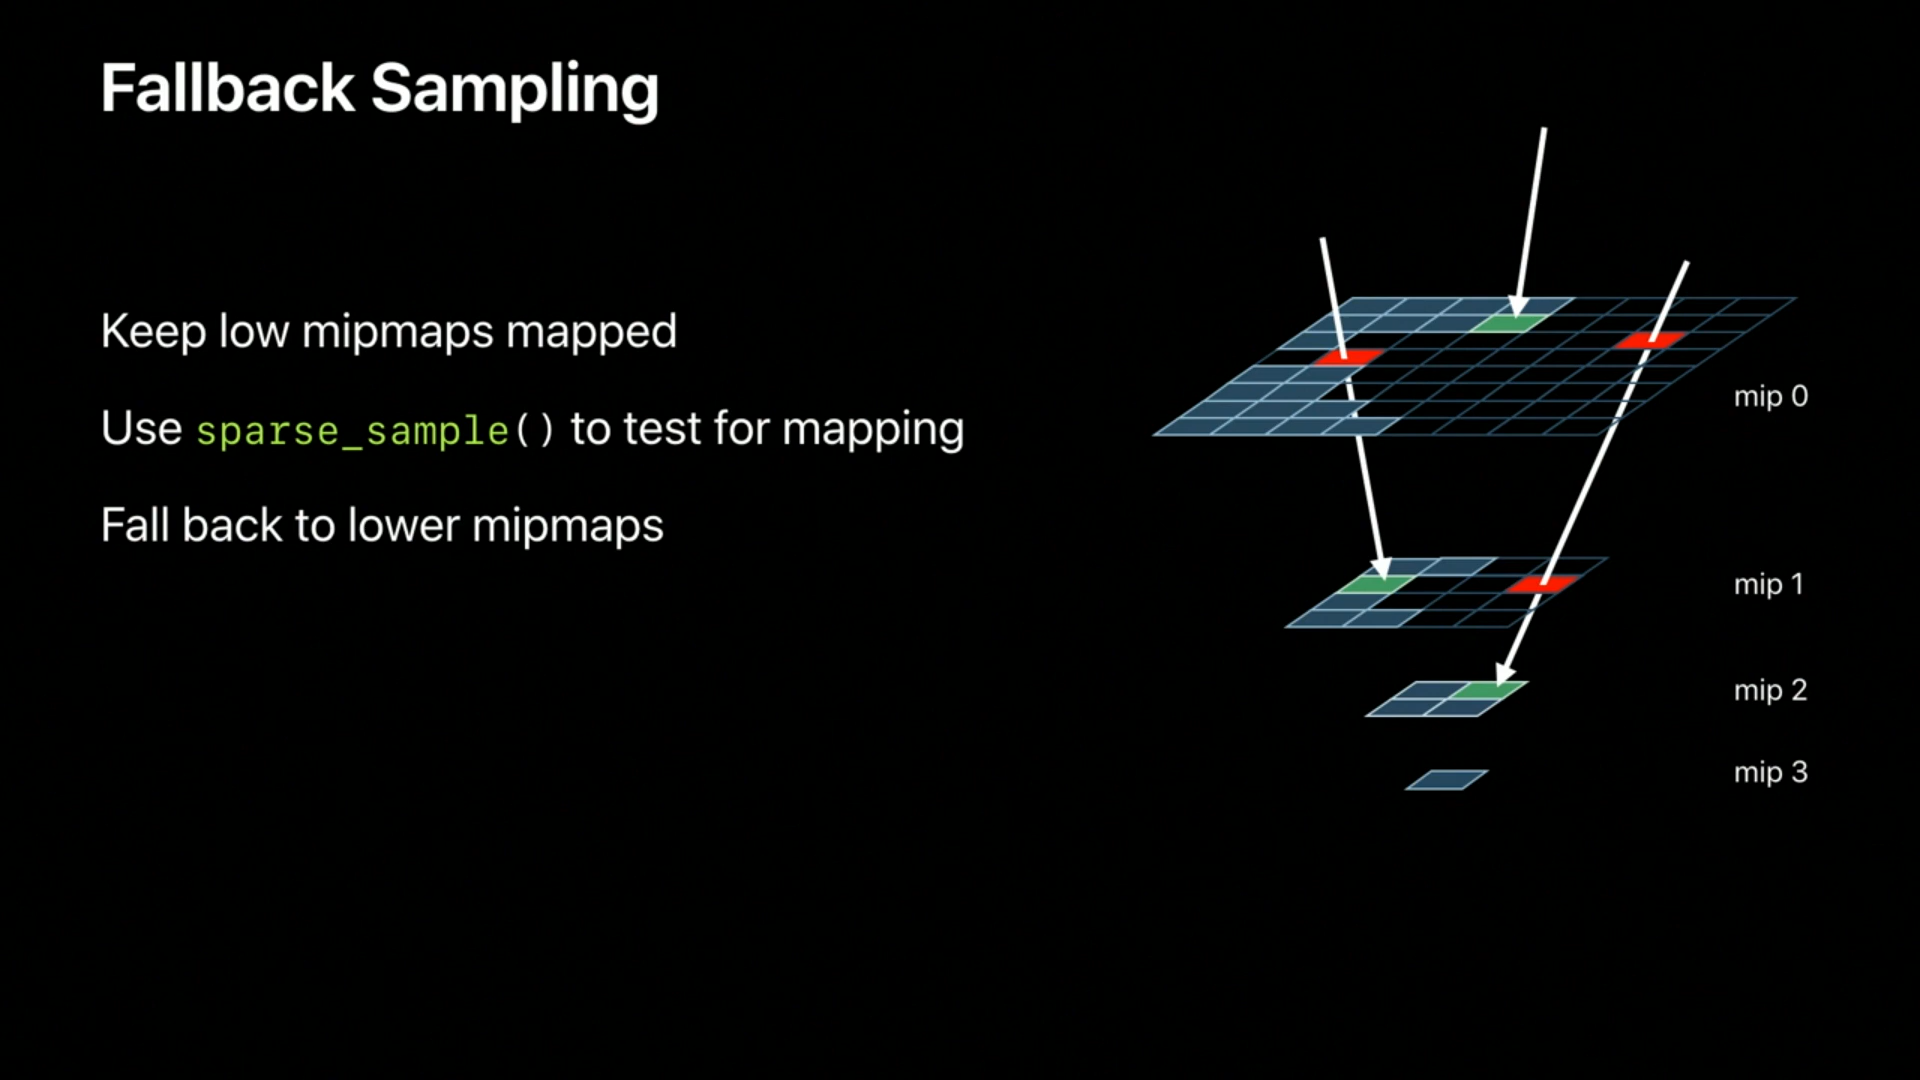 Fallback Sampling
Keep low mipmaps mapped
Use sparse_sample() to test for mapping
Fall back to lower mipmaps
mip 0
mip 1
mip 2
mip 3